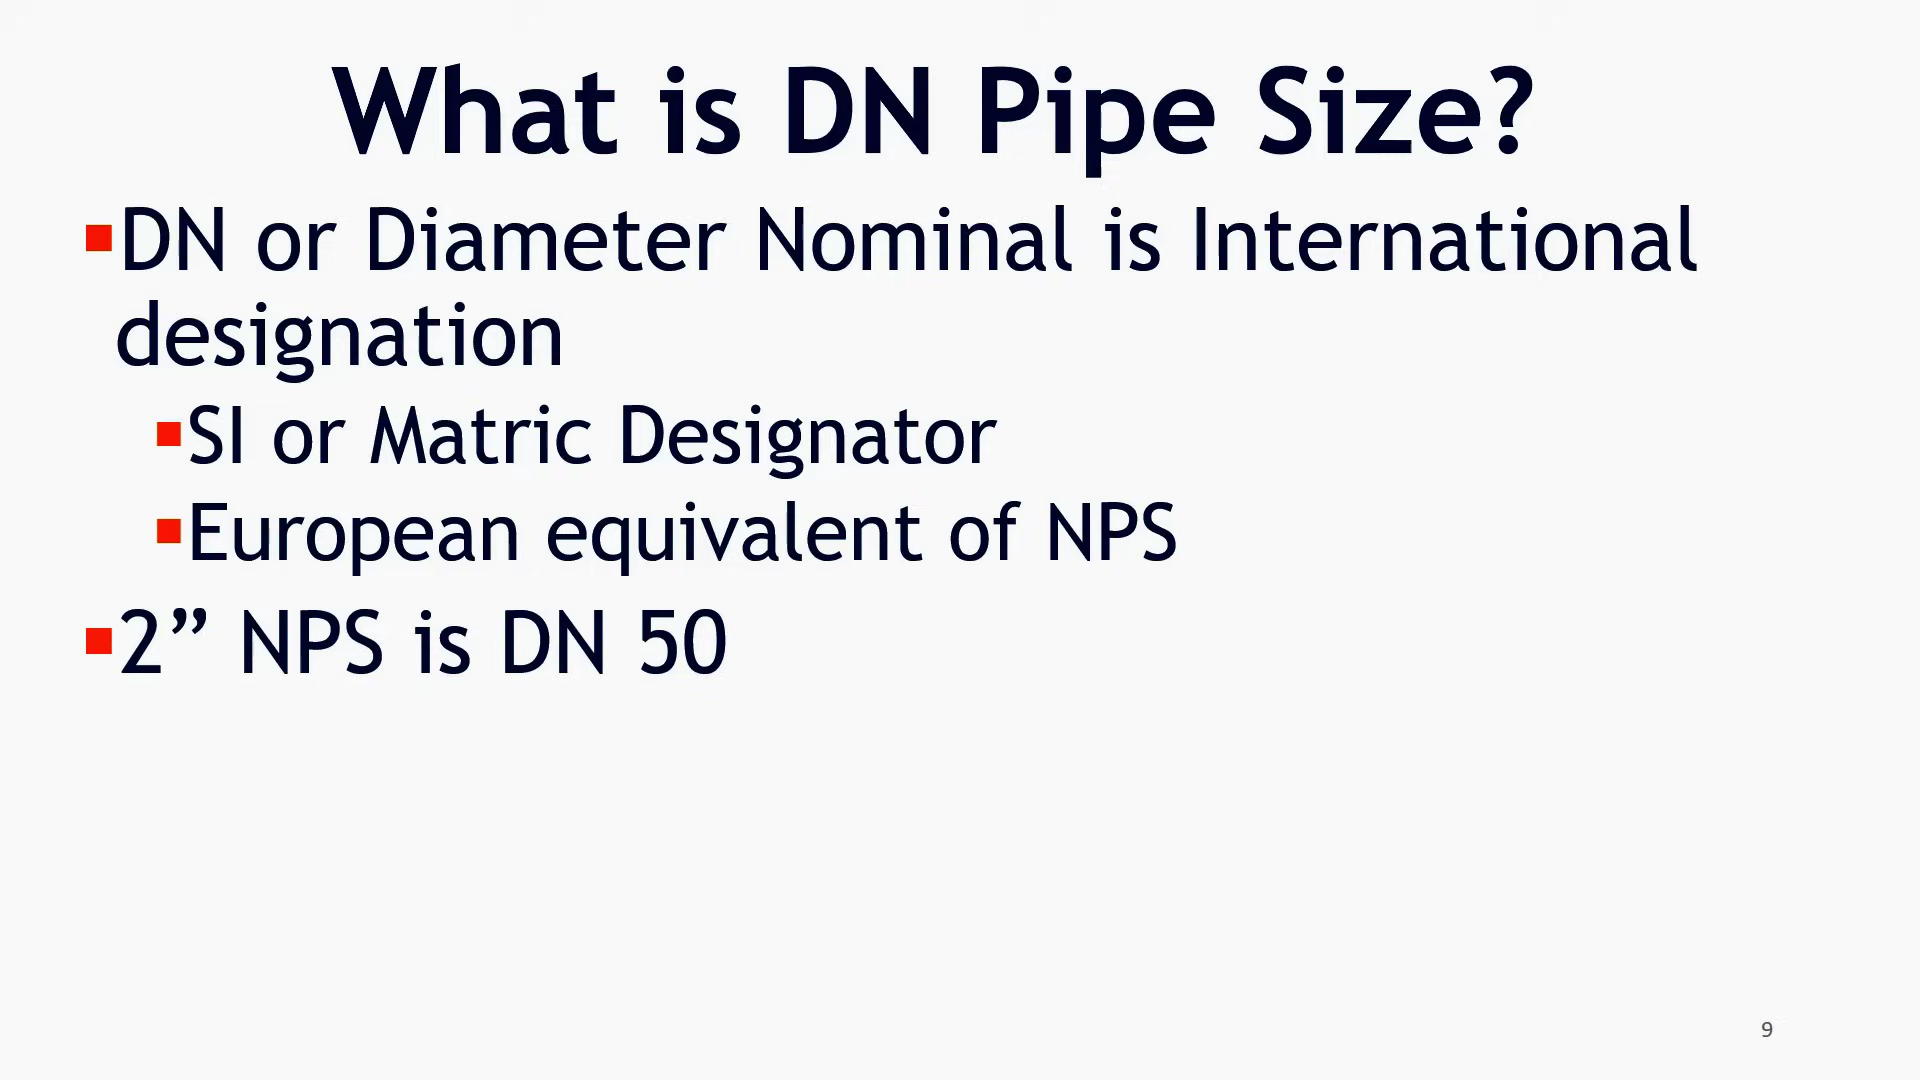 What is DN Pipe Size?
DN or Diameter Nominal is International
designation
SI or Matric Designator
European equivalent of NPS
2” NPS is DN 50
9